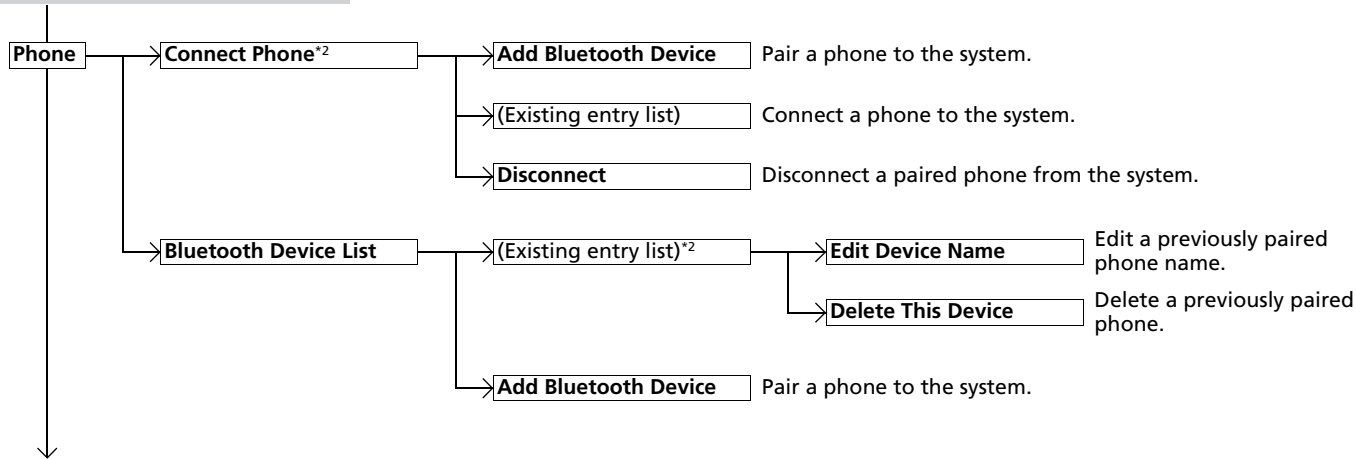 Phone
Connect Phone*2
Add Bluetooth Device
Pair a phone to the system.
(Existing entry list)
Connect a phone to the system.
Disconnect
Disconnect a paired phone from the system.
Bluetooth Device List
(Existing entry list)*2
Edit Device Name
Edit a previously paired
phone name.
Delete This Device
Delete a previously paired
phone.
Add Bluetooth Device
Pair a phone to the system.